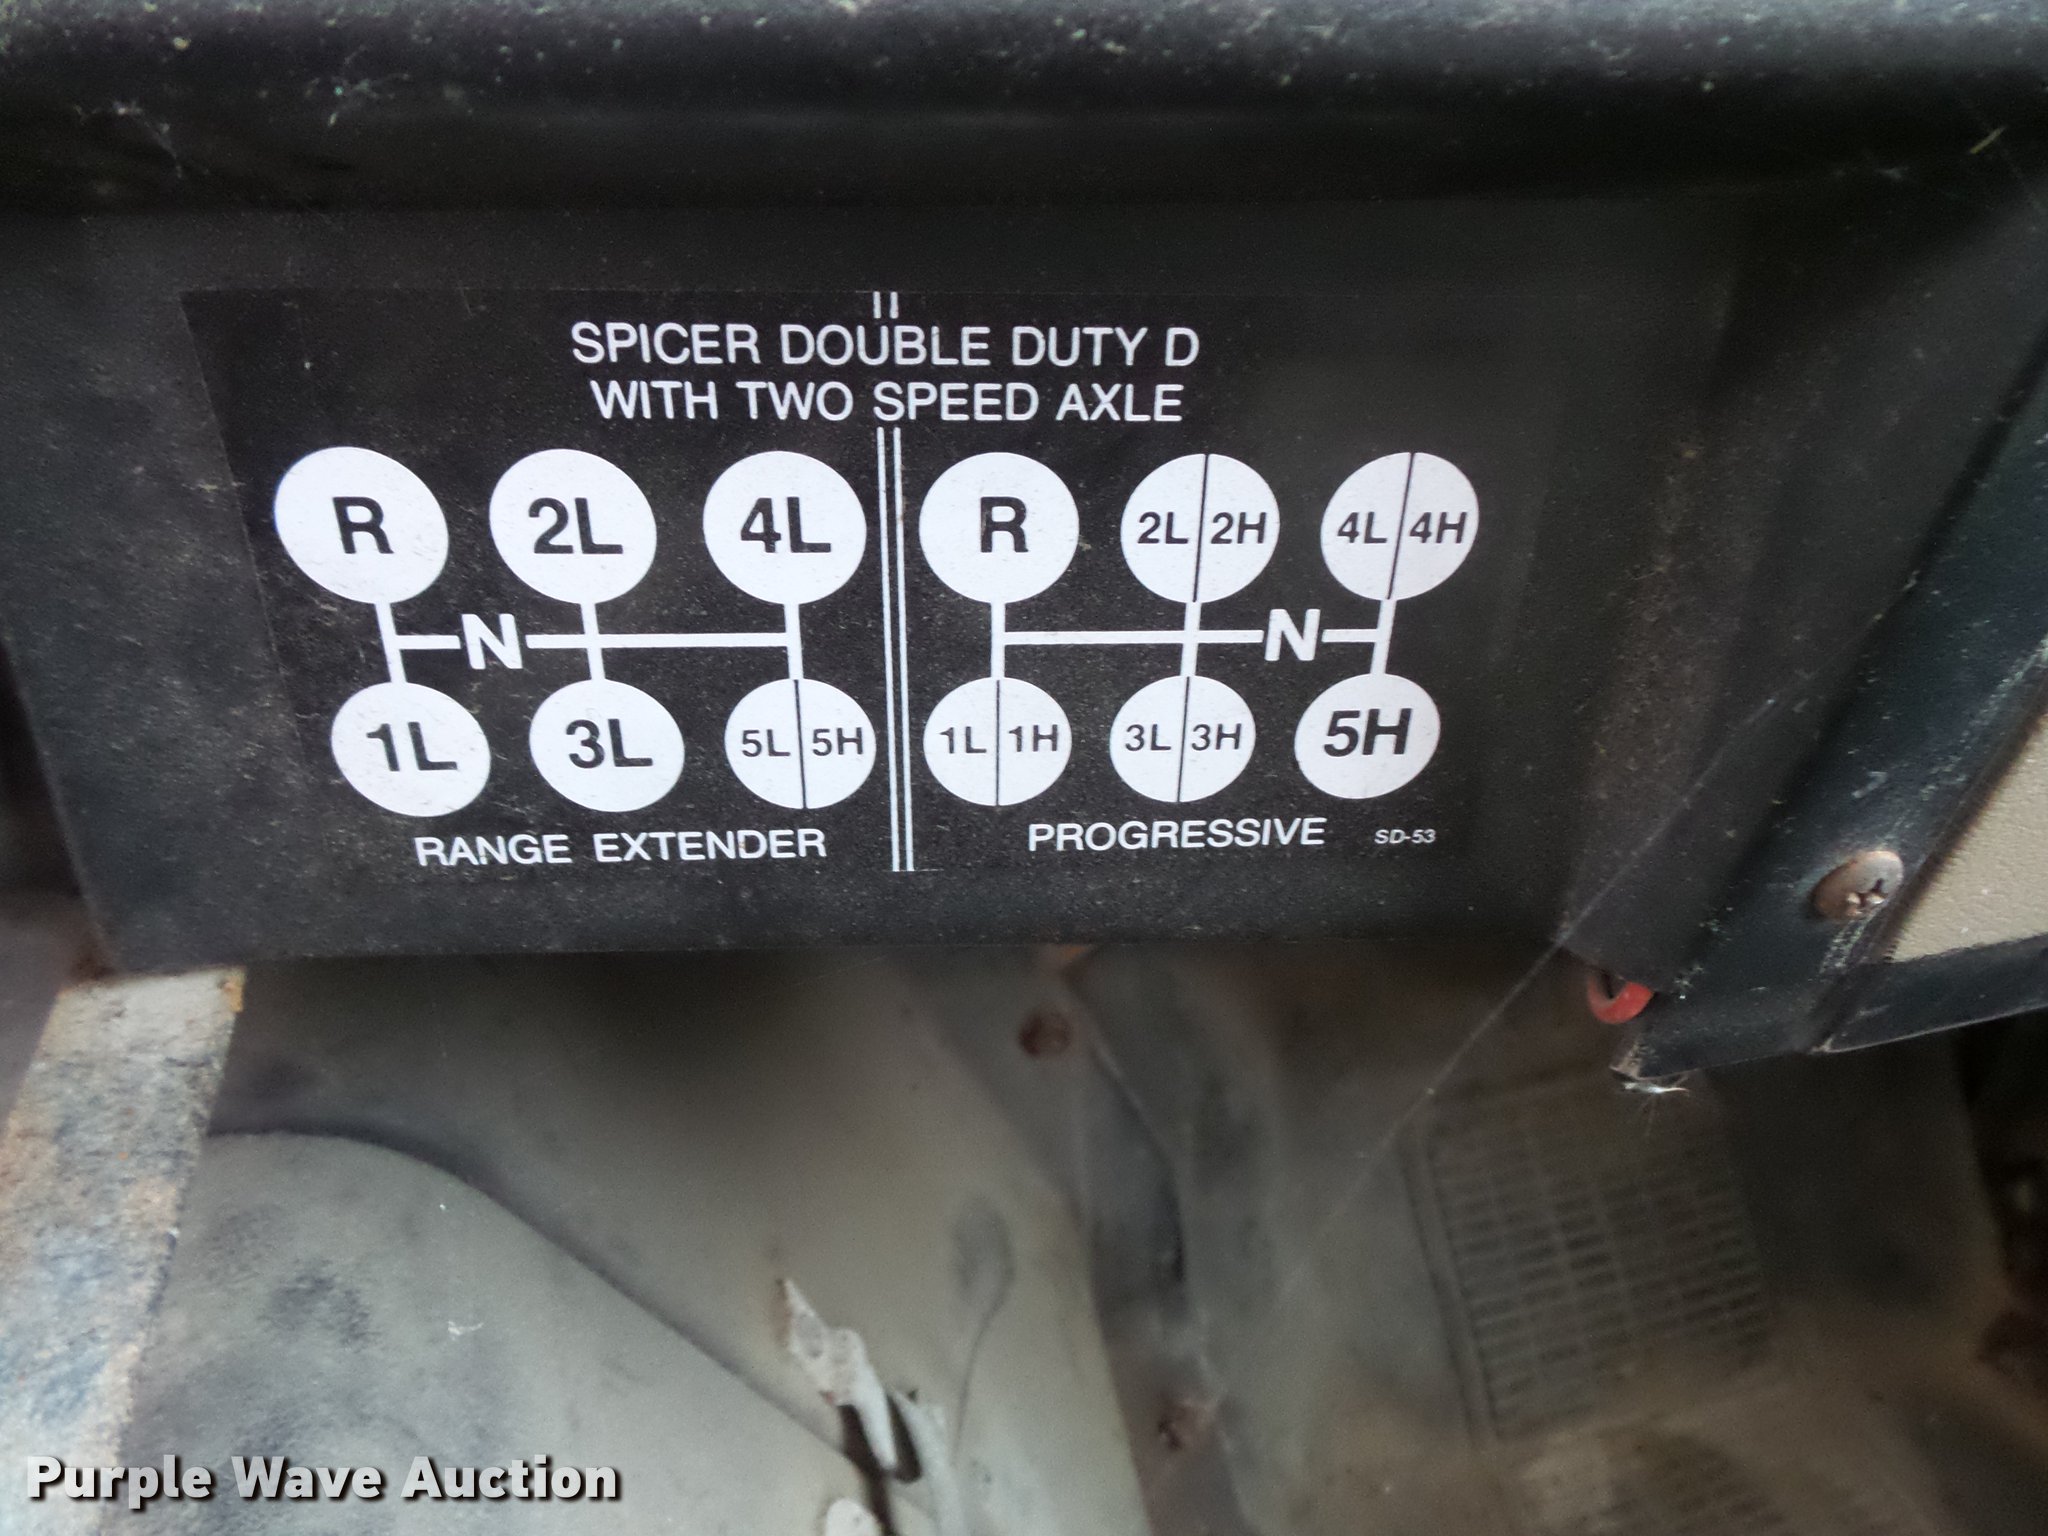 SPICER DOUBLE DUTY D
WITH TWO SPEED AXLE
R 2L 4L
N
1L 3L 5L 5H
RANGE EXTENDER
R 2L 2H 4L 4H
N
1L 1H 3L 3H 5H
PROGRESSIVE SD-53
Purple Wave Auction